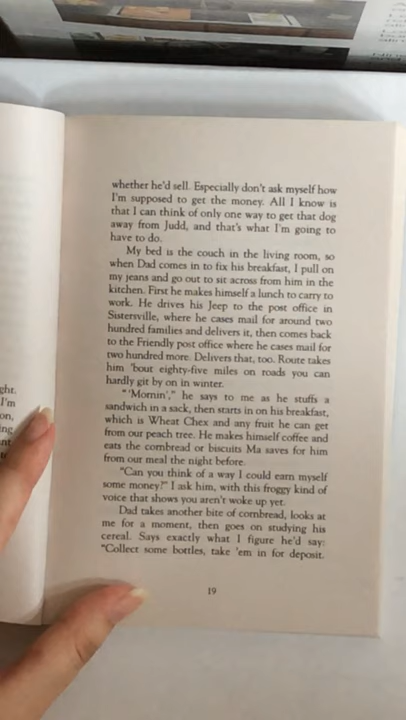 whether he'd sell. Especially don't ask myself how
I'm supposed to get the money. All I know is
that I can think of only one way to get that dog
away from Judd, and that's what I'm going to
have to do.
My bed is the couch in the living room, so
when Dad comes in to fix his breakfast, I pull on
my jeans and go out to sit across from him in the
kitchen. First he makes himself a lunch to carry to
work. He drives his Jeep to the post office in
Sistersville, where he cases mail for around two
hundred families and delivers it, then comes back
to the Friendly post office where he cases mail for
two hundred more. Delivers that, too. Route takes
him 'bout eighty-five miles on roads you can
hardly git by on in winter.
"'Mornin'," he says to me as he stuffs a
sandwich in a sack, then starts in on his breakfast,
which is Wheat Chex and any fruit he can get
from our peach tree. He makes himself coffee and
eats the cornbread or biscuits Ma saves for him
from our meal the night before.
"Can you think of a way I could earn myself
some money?" I ask him, with this froggy kind of
voice that shows you aren't woke up yet.
Dad takes another bite of cornbread, looks at
me for a moment, then goes on studying his
cereal. Says exactly what I figure he'd say:
"Collect some bottles, take 'em in for deposit.
19
ght.
I'm
on,
ing